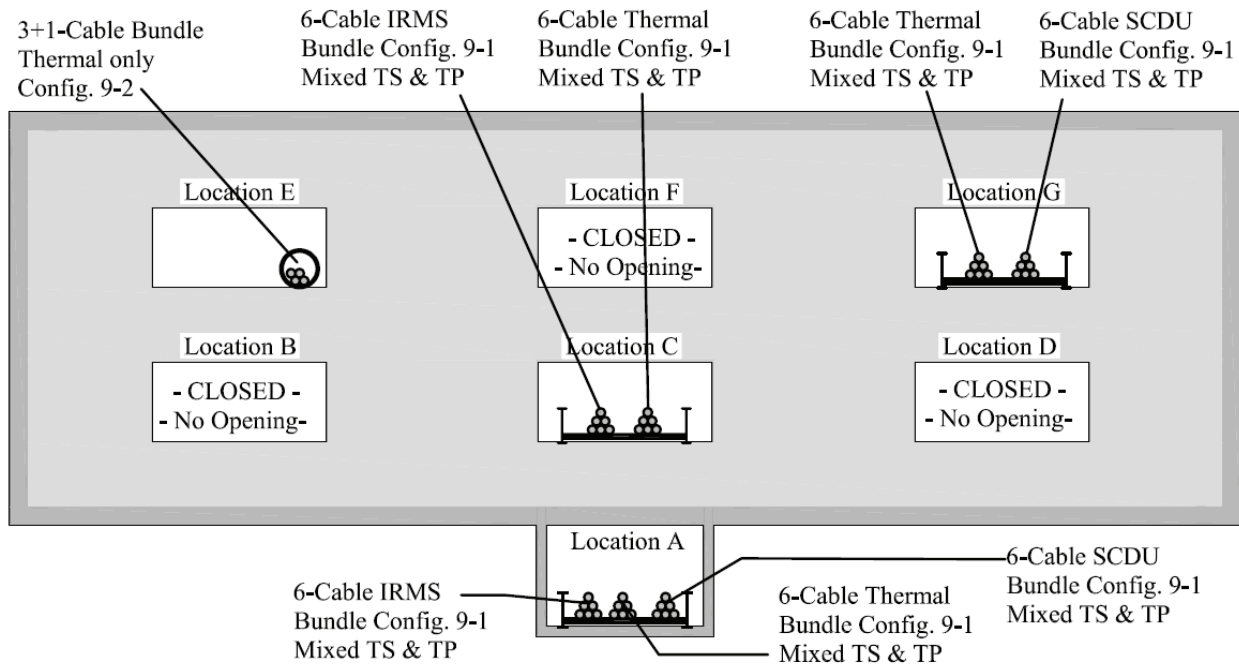 3+1-Cable Bundle
Thermal only
Config. 9-2
6-Cable IRMS
Bundle Config. 9-1
Mixed TS & TP
6-Cable Thermal
Bundle Config. 9-1
Mixed TS & TP
6-Cable Thermal
Bundle Config. 9-1
Mixed TS & TP
6-Cable SCDU
Bundle Config. 9-1
Mixed TS & TP
Location E
Location F
- CLOSED -
- No Opening-
Location G
Location B
- CLOSED -
- No Opening-
Location C
Location D
- CLOSED -
- No Opening-
Location A
6-Cable IRMS
Bundle Config. 9-1
Mixed TS & TP
6-Cable Thermal
Bundle Config. 9-1
Mixed TS & TP
6-Cable SCDU
Bundle Config. 9-1
Mixed TS & TP